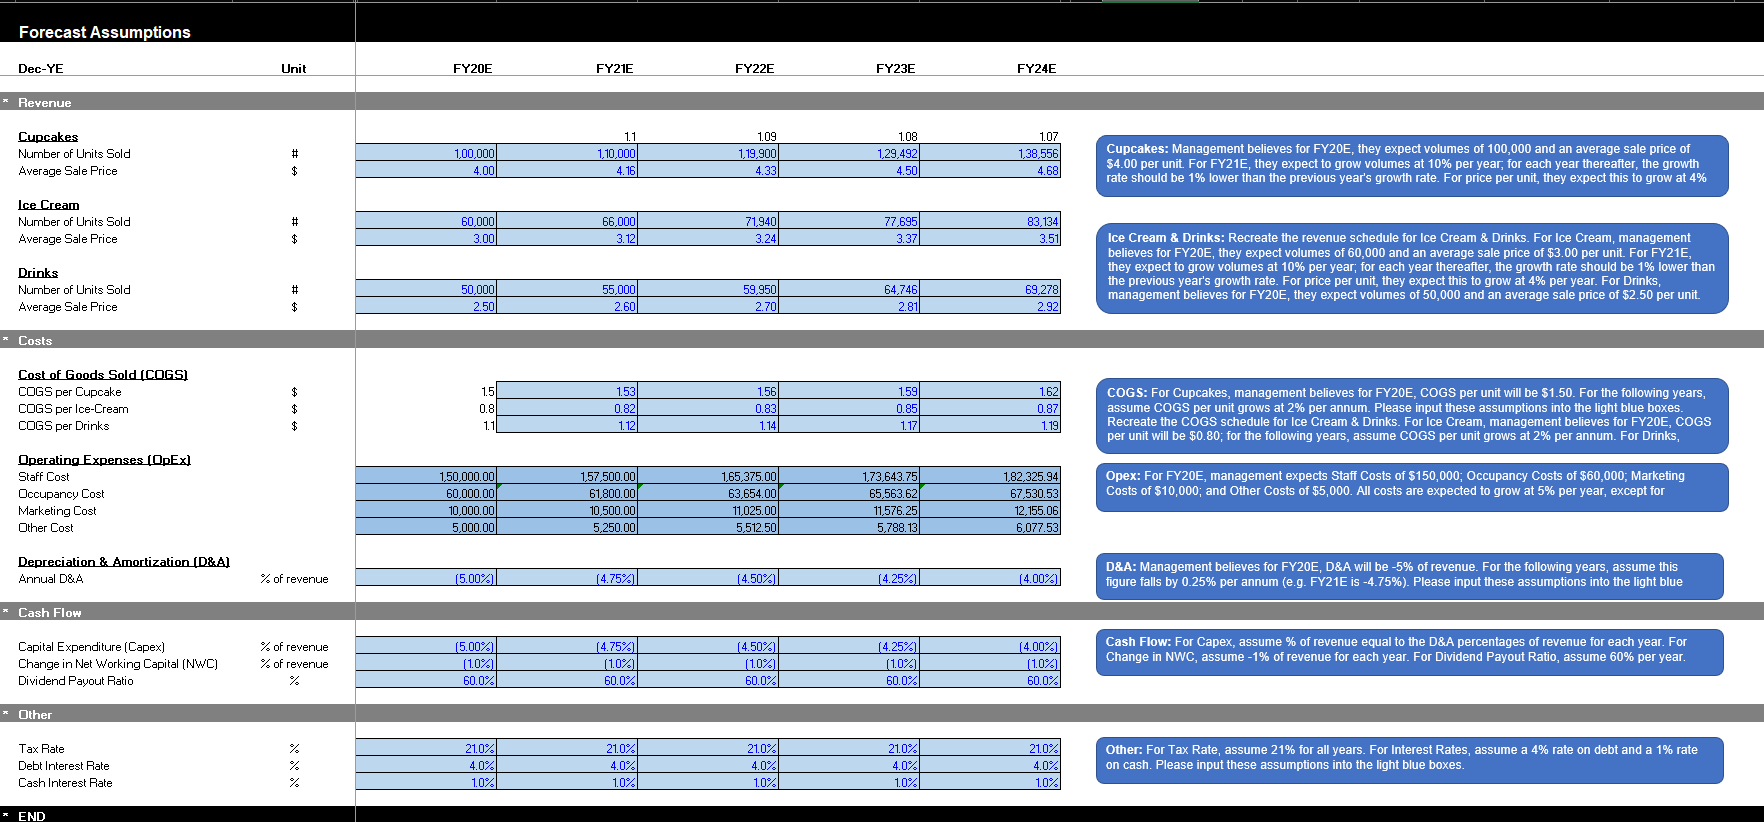 Forecast Assumptions
Dec-YE Unit FY20E FY21E FY22E FY23E FY24E
* Revenue
Cupcakes 1.1 1.09 1.08 1.07
Number of Units Sold # 1,00,000 1,10,000 1,19,900 1,29,492 1,38,556
Average Sale Price $ 4.00 4.16 4.33 4.50 4.68
Cupcakes: Management believes for FY20E, they expect volumes of 100,000 and an average sale price of
$4.00 per unit. For FY21E, they expect to grow volumes at 10% per year; for each year thereafter, the growth
rate should be 1% lower than the previous year's growth rate. For price per unit, they expect this to grow at 4%
Ice Cream
Number of Units Sold # 60,000 66,000 71,940 77,695 83,134
Average Sale Price $ 3.00 3.12 3.24 3.37 3.51
Ice Cream & Drinks: Recreate the revenue schedule for Ice Cream & Drinks. For Ice Cream, management
believes for FY20E, they expect volumes of 60,000 and an average sale price of $3.00 per unit. For FY21E,
they expect to grow volumes at 10% per year; for each year thereafter, the growth rate should be 1% lower than
the previous year's growth rate. For price per unit, they expect this to grow at 4% per year. For Drinks,
management believes for FY20E, they expect volumes of 50,000 and an average sale price of $2.50 per unit.
Drinks
Number of Units Sold # 50,000 55,000 59,950 64,746 69,278
Average Sale Price $ 2.50 2.60 2.70 2.81 2.92
* Costs
Cost of Goods Sold (COGS)
COGS per Cupcake $ 1.5 1.53 1.56 1.59 1.62
COGS per Ice-Cream $ 0.8 0.82 0.83 0.85 0.87
COGS per Drinks $ 1.1 1.12 1.14 1.17 1.19
COGS: For Cupcakes, management believes for FY20E, COGS per unit will be $1.50. For the following years,
assume COGS per unit grows at 2% per annum. Please input these assumptions into the light blue boxes.
Recreate the COGS schedule for Ice Cream & Drinks. For Ice Cream, management believes for FY20E, COGS
per unit will be $0.80; for the following years, assume COGS per unit grows at 2% per annum. For Drinks,
Operating Expenses (OpEx)
Staff Cost 1,50,000.00 1,57,500.00 1,65,375.00 1,73,643.75 1,82,325.94
Occupancy Cost 60,000.00 61,800.00 63,654.00 65,563.62 67,530.53
Marketing Cost 10,000.00 10,500.00 11,025.00 11,576.25 12,155.06
Other Cost 5,000.00 5,250.00 5,512.50 5,788.13 6,077.53
Opex: For FY20E, management expects Staff Costs of $150,000; Occupancy Costs of $60,000; Marketing
Costs of $10,000; and Other Costs of $5,000. All costs are expected to grow at 5% per year, except for
Depreciation & Amortization (D&A)
Annual D&A % of revenue (5.00%) (4.75%) (4.50%) (4.25%) (4.00%)
D&A: Management believes for FY20E, D&A will be -5% of revenue. For the following years, assume this
figure falls by 0.25% per annum (e.g. FY21E is -4.75%). Please input these assumptions into the light blue
* Cash Flow
Capital Expenditure (Capex) % of revenue (5.00%) (4.75%) (4.50%) (4.25%) (4.00%)
Change in Net Working Capital (NWC) % of revenue (1.0%) (1.0%) (1.0%) (1.0%) (1.0%)
Dividend Payout Ratio % 60.0% 60.0% 60.0% 60.0% 60.0%
Cash Flow: For Capex, assume % of revenue equal to the D&A percentages of revenue for each year. For
Change in NWC, assume -1% of revenue for each year. For Dividend Payout Ratio, assume 60% per year.
* Other
Tax Rate % 21.0% 21.0% 21.0% 21.0% 21.0%
Debt Interest Rate % 4.0% 4.0% 4.0% 4.0% 4.0%
Cash Interest Rate % 1.0% 1.0% 1.0% 1.0% 1.0%
Other: For Tax Rate, assume 21% for all years. For Interest Rates, assume a 4% rate on debt and a 1% rate
on cash. Please input these assumptions into the light blue boxes.
* END